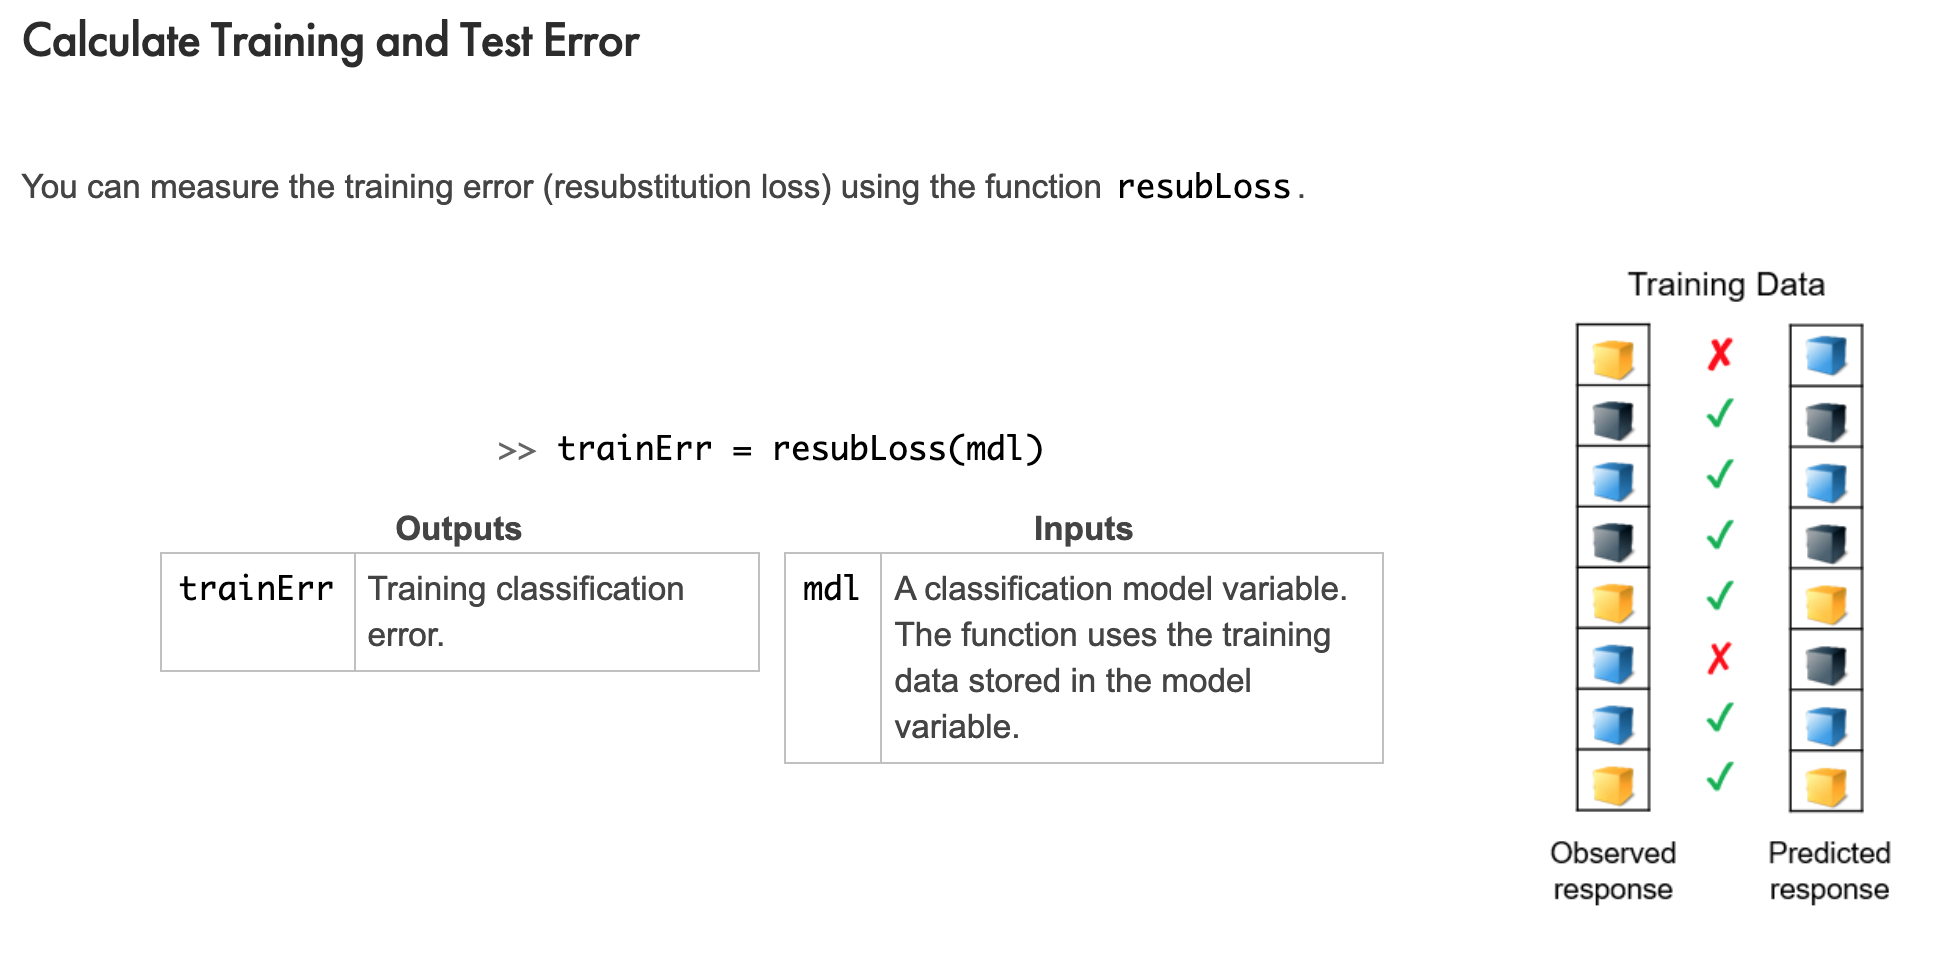 Calculate Training and Test Error
You can measure the training error (resubstitution loss) using the function resubLoss.
>> trainErr = resubLoss(mdl)
Outputs
trainErr Training classification
error.
Inputs
mdl A classification model variable.
The function uses the training
data stored in the model
variable.
Training Data
Observed
response
Predicted
response